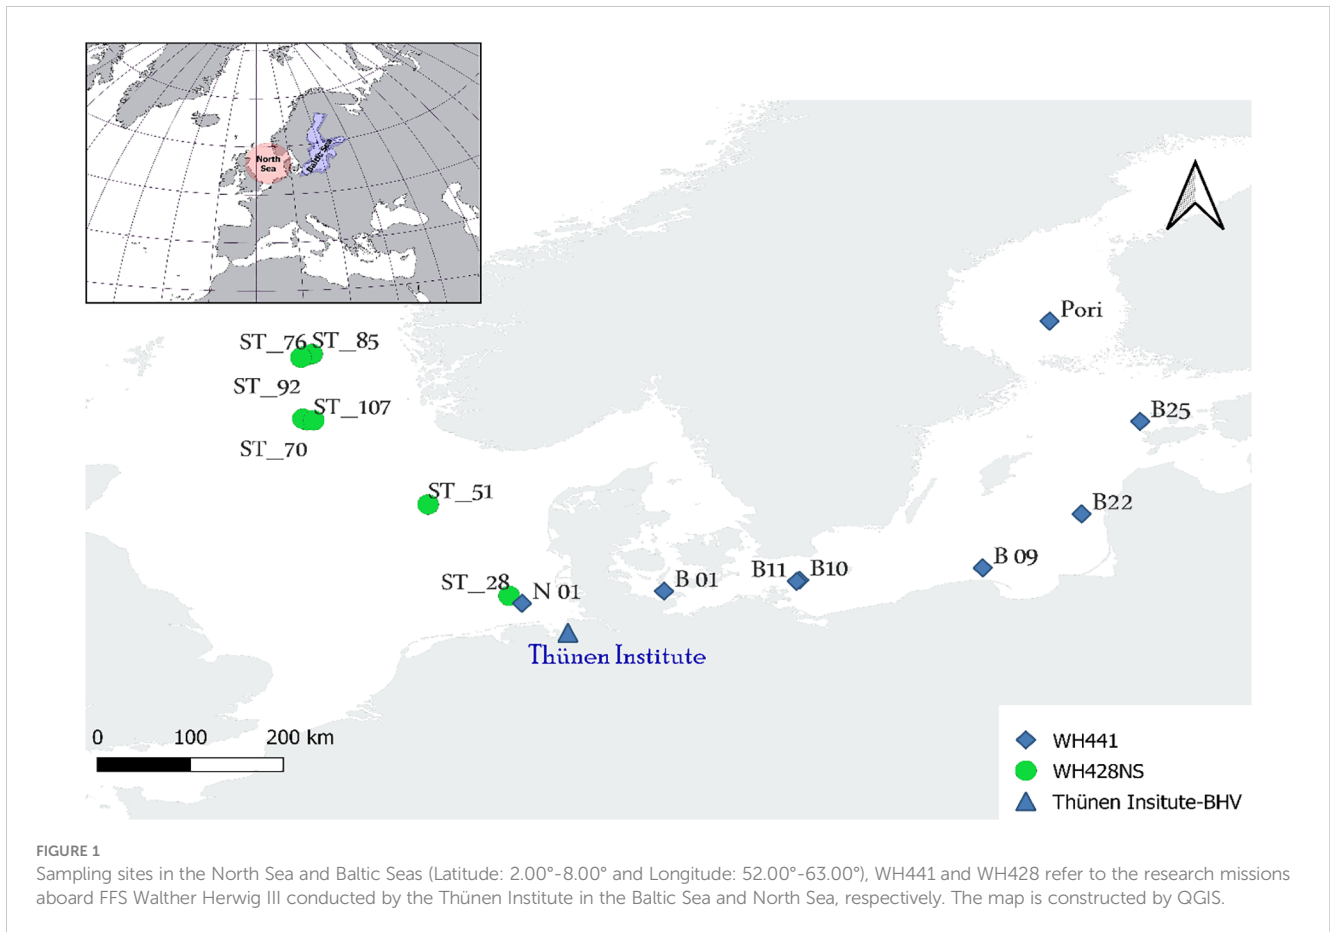 North
Sea
Baltic Sea
Pori
ST_76
ST_85
ST_92
ST_107
B25
ST_70
ST_51
B22
B 09
B11
B10
B 01
ST_28
N 01
Thünen Institute
0 100 200 km
WH441
WH428NS
Thünen Insitute-BHV
FIGURE 1
Sampling sites in the North Sea and Baltic Seas (Latitude: 2.00°-8.00° and Longitude: 52.00°-63.00°), WH441 and WH428 refer to the research missions
aboard FFS Walther Herwig III conducted by the Thünen Institute in the Baltic Sea and North Sea, respectively. The map is constructed by QGIS.